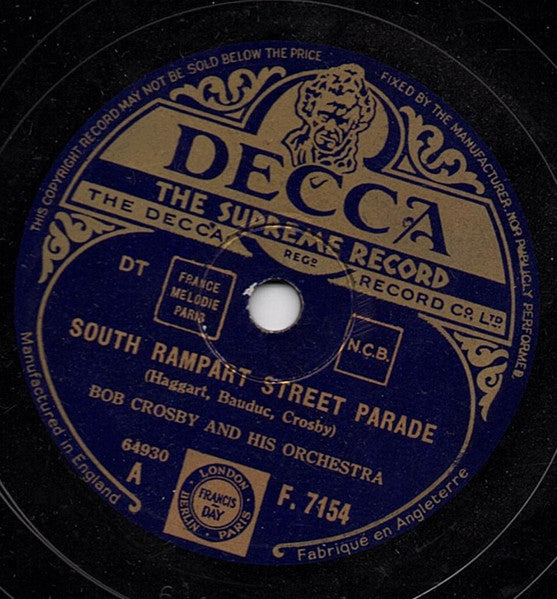 THIS COPYRIGHT RECORD MAY NOT BE SOLD BELOW THE PRICE
FIXED BY THE MANUFACTURER, NOR PUBLICLY PERFORMED.
DECCA
THE SUPREME RECORD
THE DECCA REGD RECORD CO. LTD.
DT
FRANCE
MELODIE
PARIS
N.C.B.
SOUTH RAMPART STREET PARADE
(Haggart, Bauduc, Crosby)
BOB CROSBY AND HIS ORCHESTRA
64930
A
LONDON
PARIS
BERLIN
FRANCIS
DAY
F. 7154
Manufactured in England
Fabriqué en Angleterre